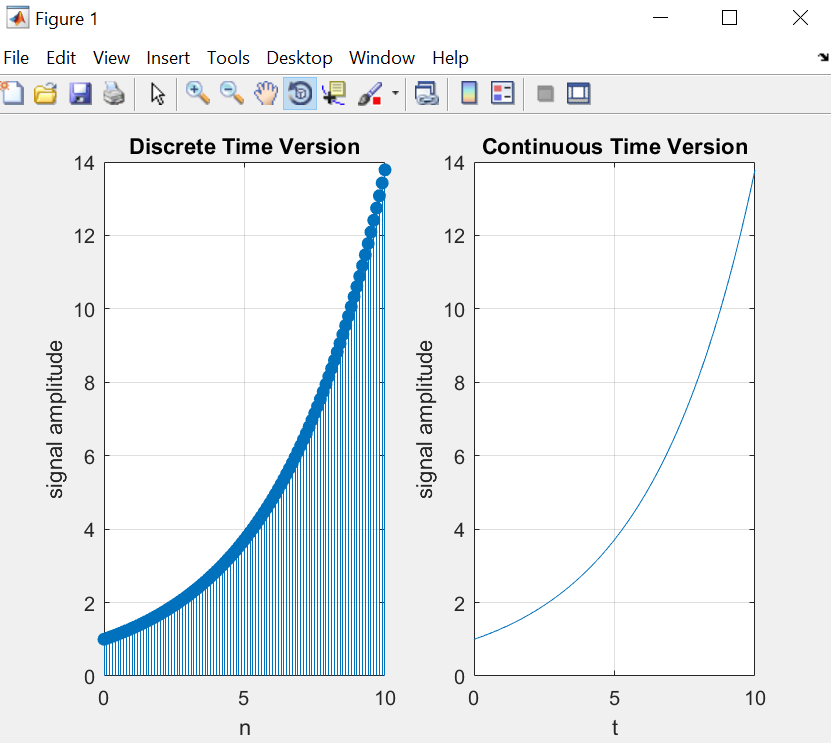 Figure 1
File Edit View Insert Tools Desktop Window Help
Discrete Time Version
14
12
10
8
6
4
2
0
signal amplitude
0 5 10
n
Continuous Time Version
14
12
10
8
6
4
2
0
signal amplitude
0 5 10
t